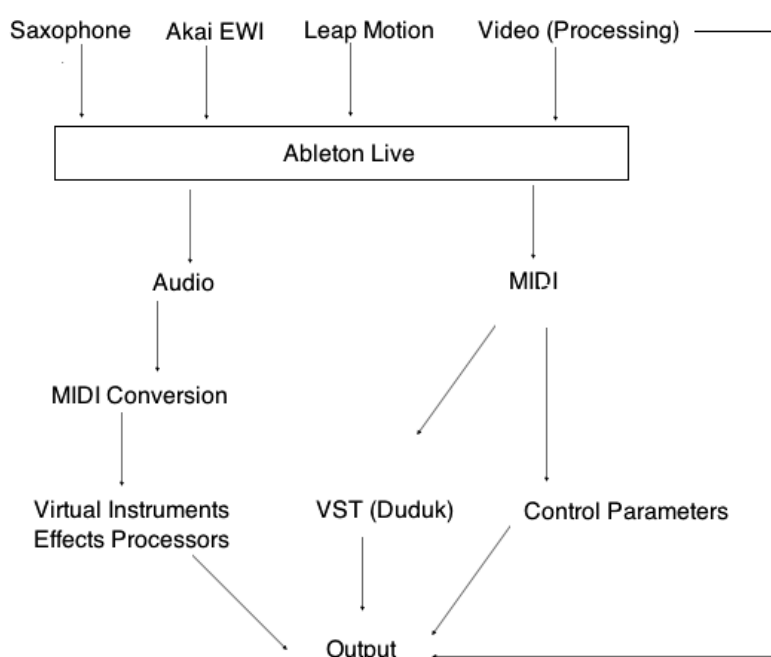 Saxophone
Akai EWI
Leap Motion
Video (Processing)
Ableton Live
Audio
MIDI
MIDI Conversion
Virtual Instruments
Effects Processors
VST (Duduk)
Control Parameters
Output